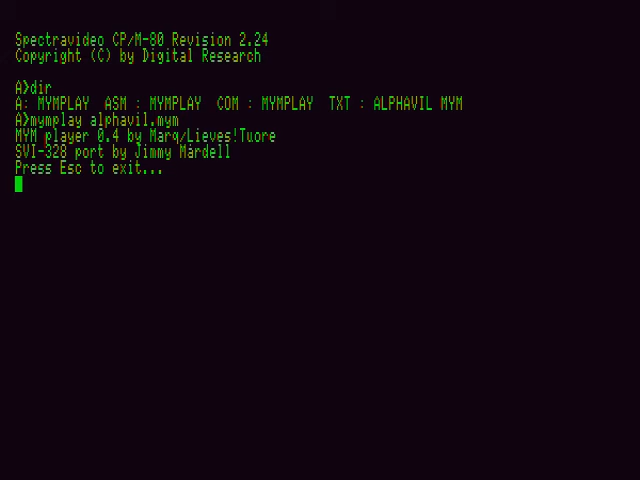 Spectravideo CP/M-80 Revision 2.24
Copyright (C) by Digital Research
A>dir
A: MYMPLAY  ASM : MYMPLAY  COM : MYMPLAY  TXT : ALPHAVIL MYM
A>mymplay alphavil.mym
MYM player 0.4 by Marq/Lieves!Tuore
SVI-328 port by Jimmy Mårdell
Press Esc to exit...